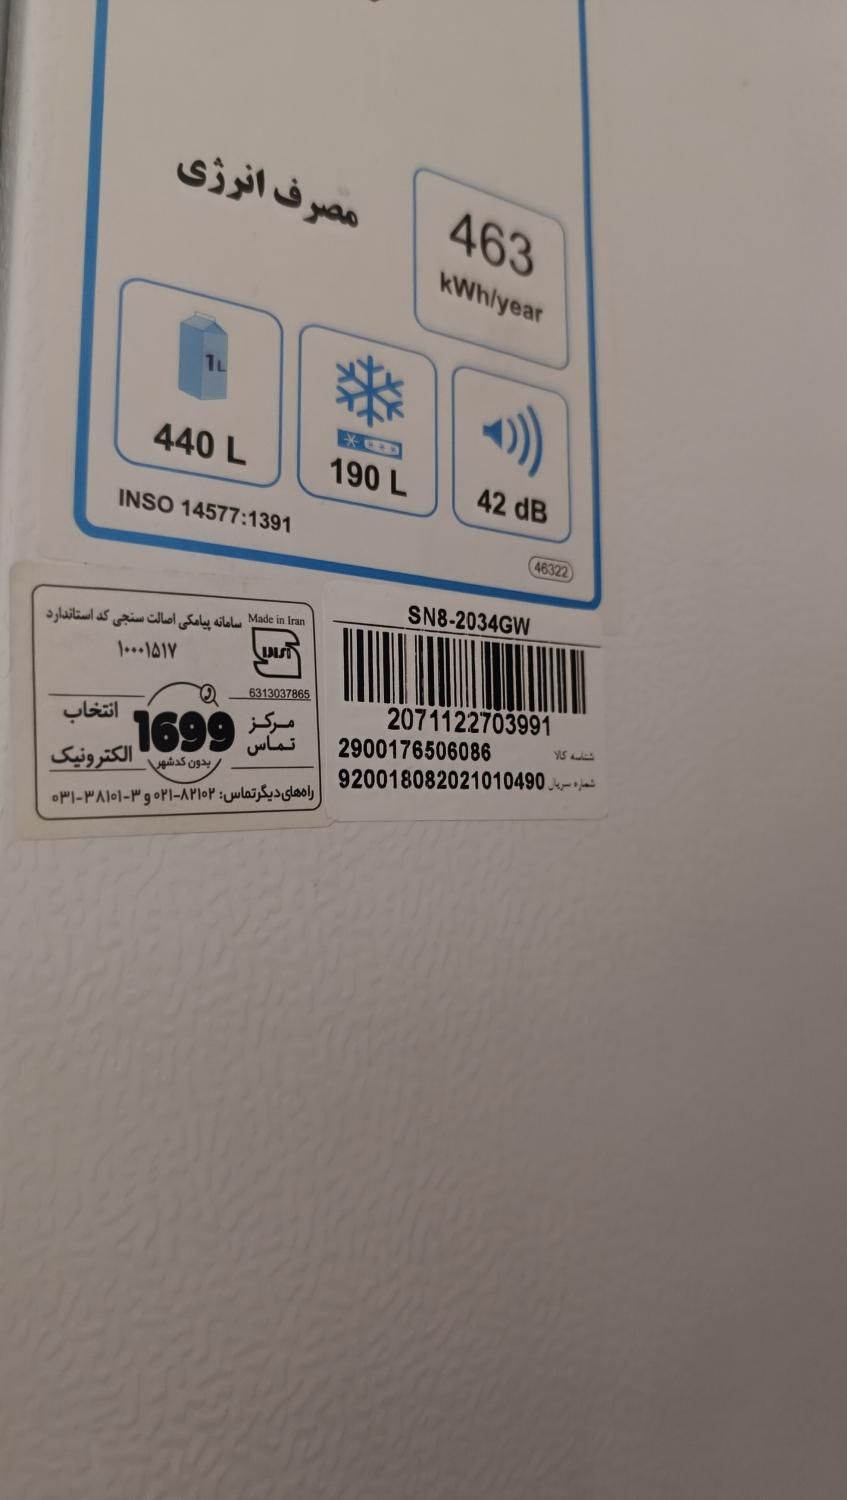 مصرف انرژی
463
kWh/year
1L
440 L
190 L
42 dB
INSO 14577:1391
46322
سامانه پیامکی اصالت سنجی کد استاندارد
۱۰۰۰۱۵۱۷
Made in Iran
6313037865
انتخاب
الکترونیک
1699
بدون کدشهر
مرکز
تماس
راه‌های دیگر تماس: ۸۲۱۰۲-۰۲۱ و ۳-۳۸۱۰۱-۰۳۱
SN8-2034GW
2071122703991
2900176506086 شناسه کالا
920018082021010490 شماره سریال